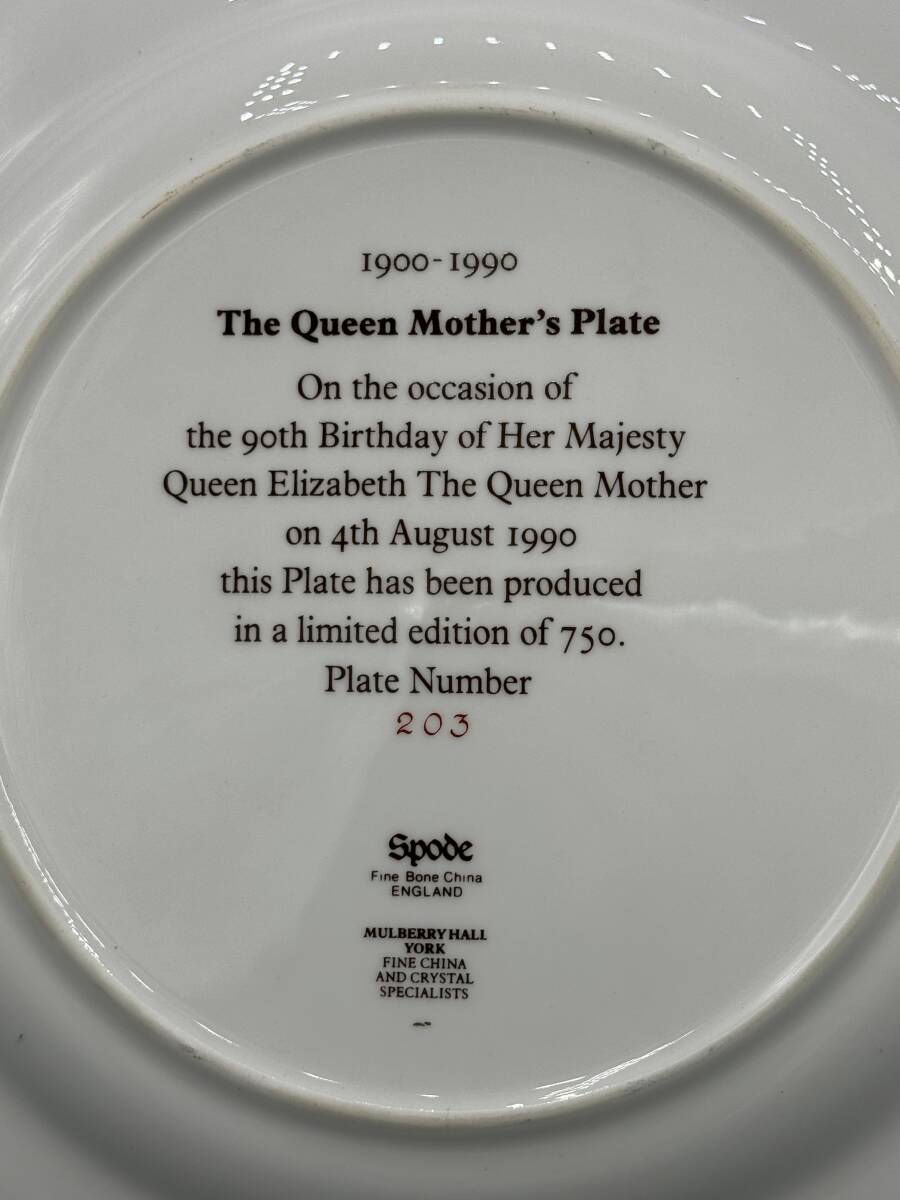 1900-1990
The Queen Mother's Plate
On the occasion of
the 90th Birthday of Her Majesty
Queen Elizabeth The Queen Mother
on 4th August 1990
this Plate has been produced
in a limited edition of 750.
Plate Number
203
Spode
Fine Bone China
ENGLAND
MULBERRY HALL
YORK
FINE CHINA
AND CRYSTAL
SPECIALISTS